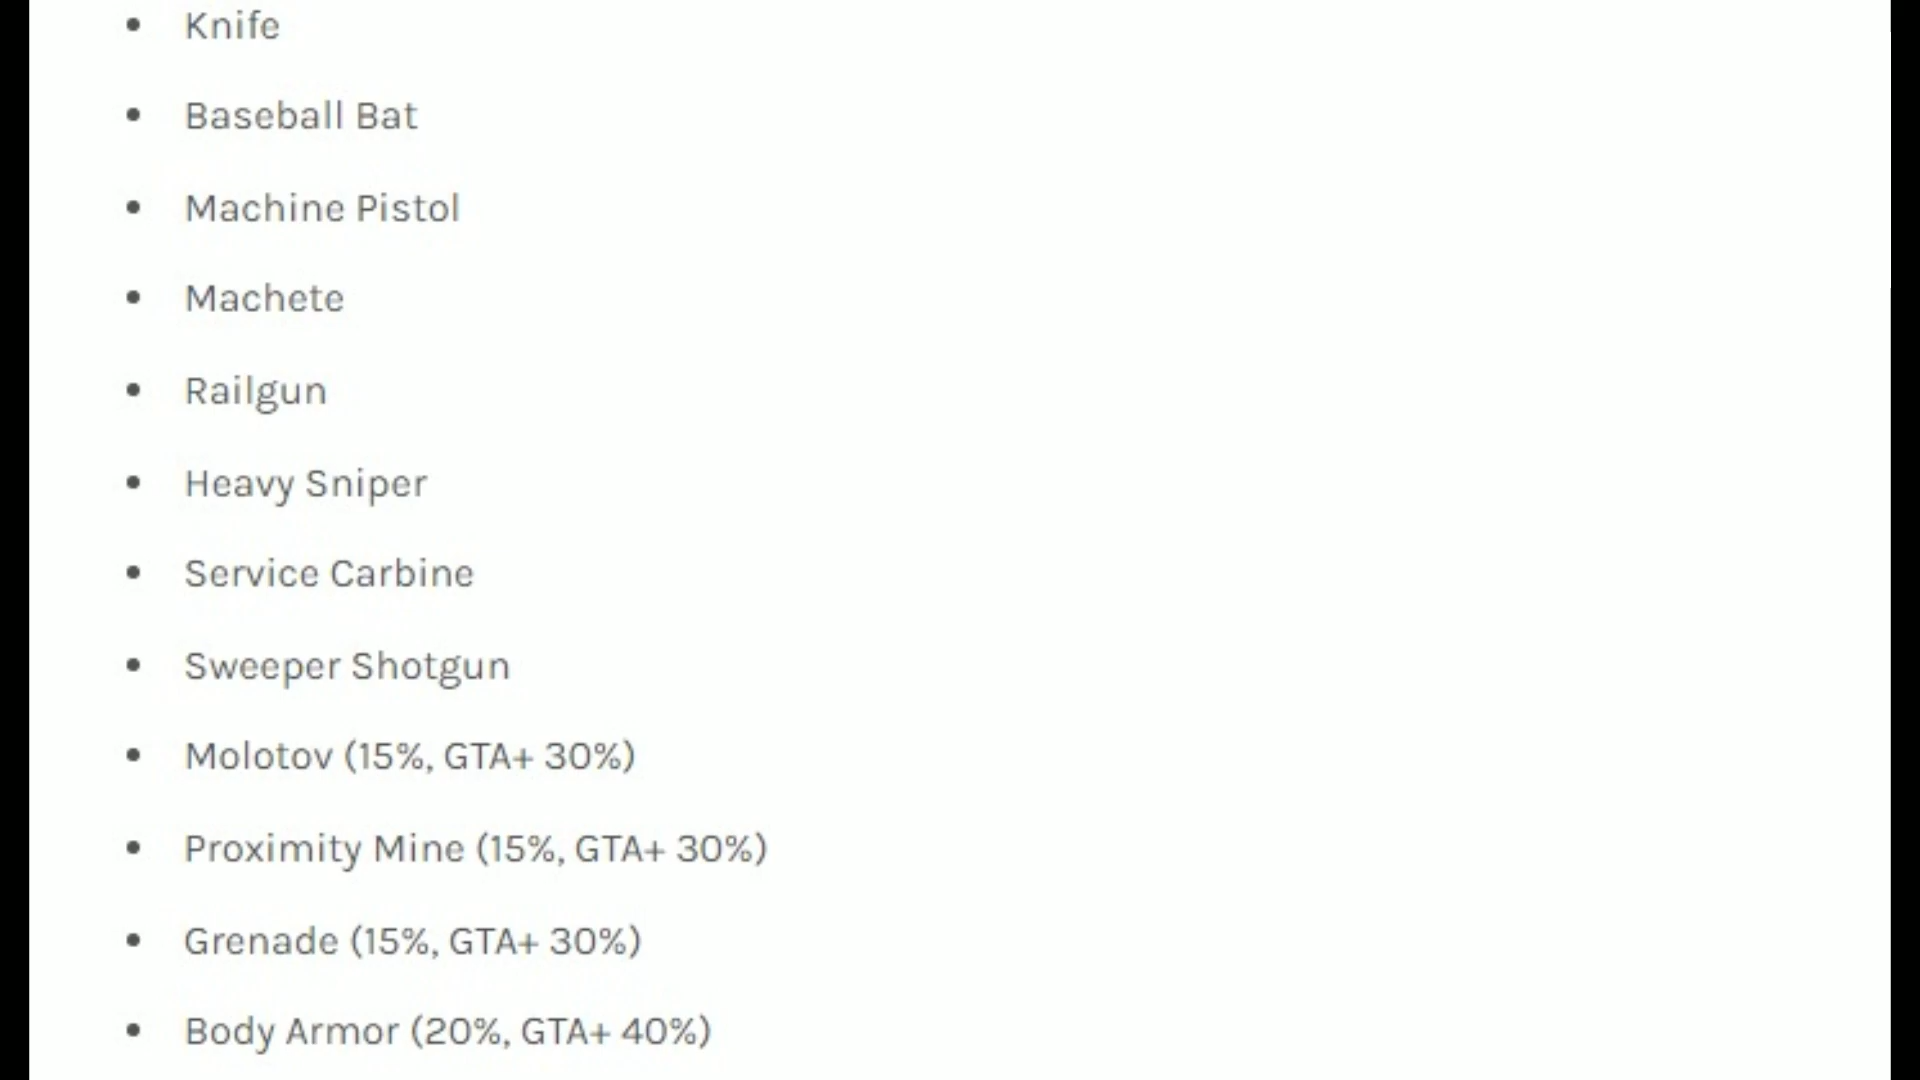 • Knife
• Baseball Bat
• Machine Pistol
• Machete
• Railgun
• Heavy Sniper
• Service Carbine
• Sweeper Shotgun
• Molotov (15%, GTA+ 30%)
• Proximity Mine (15%, GTA+ 30%)
• Grenade (15%, GTA+ 30%)
• Body Armor (20%, GTA+ 40%)